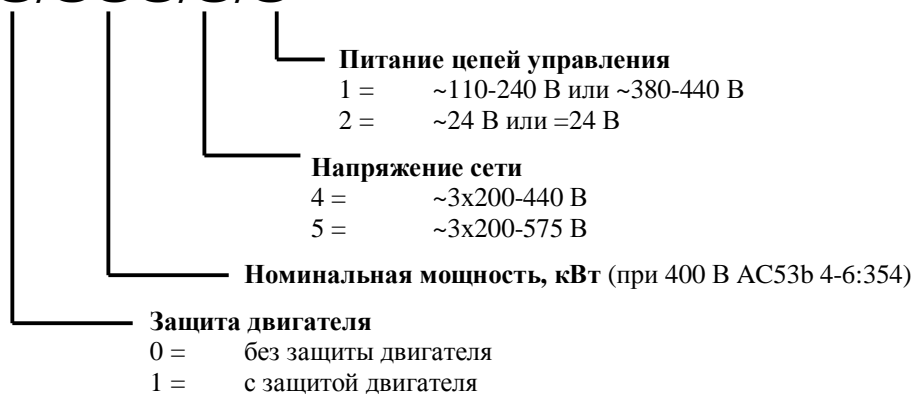 Питание цепей управления
1 = ~110-240 В или ~380-440 В
2 = ~24 В или =24 В
Напряжение сети
4 = ~3x200-440 В
5 = ~3x200-575 В
Номинальная мощность, кВт (при 400 В AC53b 4-6:354)
Защита двигателя
0 = без защиты двигателя
1 = с защитой двигателя